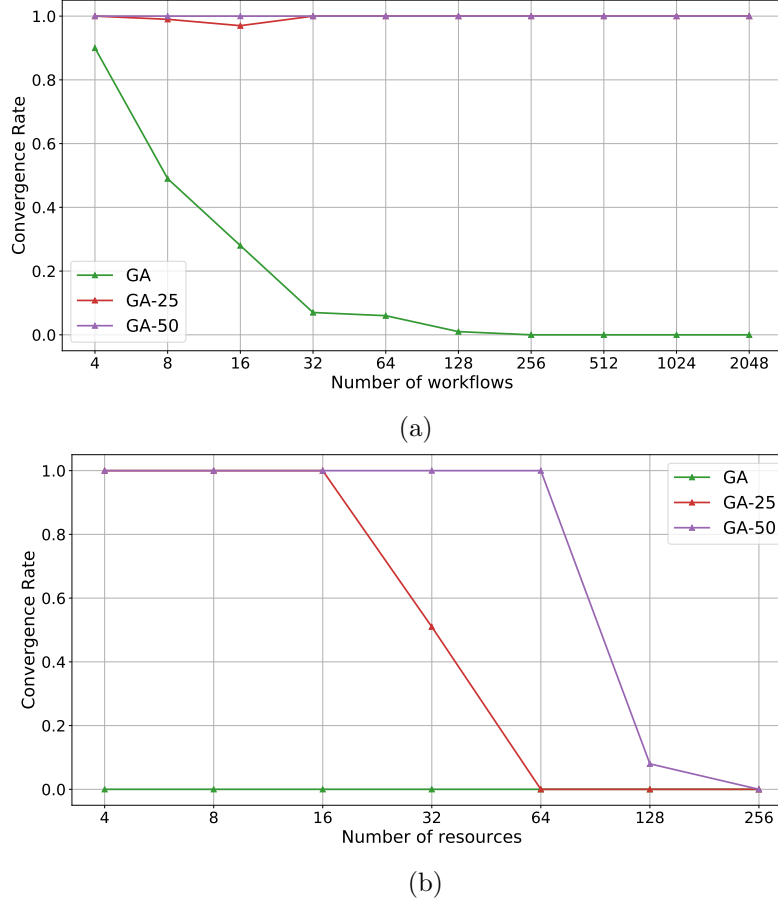 1.0
0.8
0.6
0.4
0.2
0.0
Convergence Rate
GA
GA-25
GA-50
4 8 16 32 64 128 256 512 1024 2048
Number of workflows
(a)
1.0
0.8
0.6
0.4
0.2
0.0
Convergence Rate
GA
GA-25
GA-50
4 8 16 32 64 128 256
Number of resources
(b)